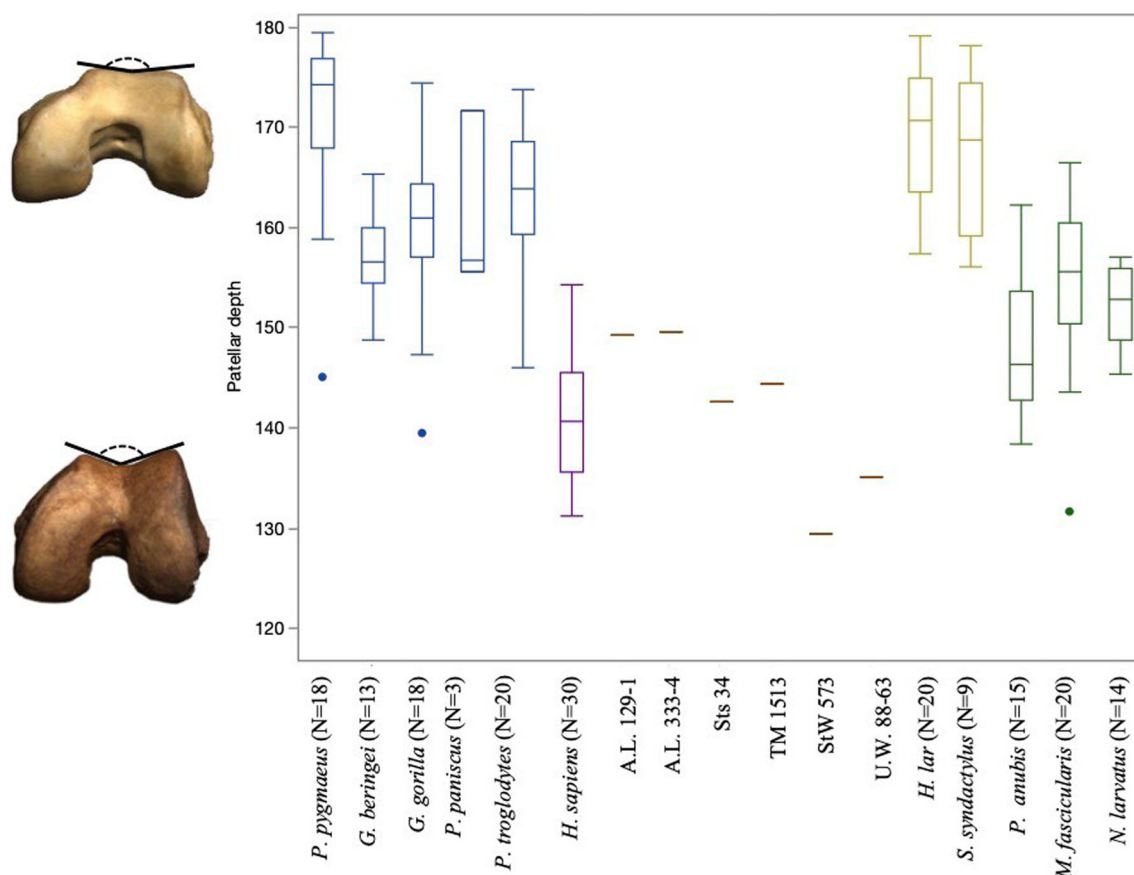 180
170
160
150
140
130
120
Patellar depth
P. pygmaeus (N=18)
G. beringei (N=13)
G. gorilla (N=18)
P. paniscus (N=3)
P. troglodytes (N=20)
H. sapiens (N=30)
A.L. 129-1
A.L. 333-4
Sts 34
TM 1513
StW 573
U.W. 88-63
H. lar (N=20)
S. syndactylus (N=9)
P. anubis (N=15)
M. fascicularis (N=20)
N. larvatus (N=14)